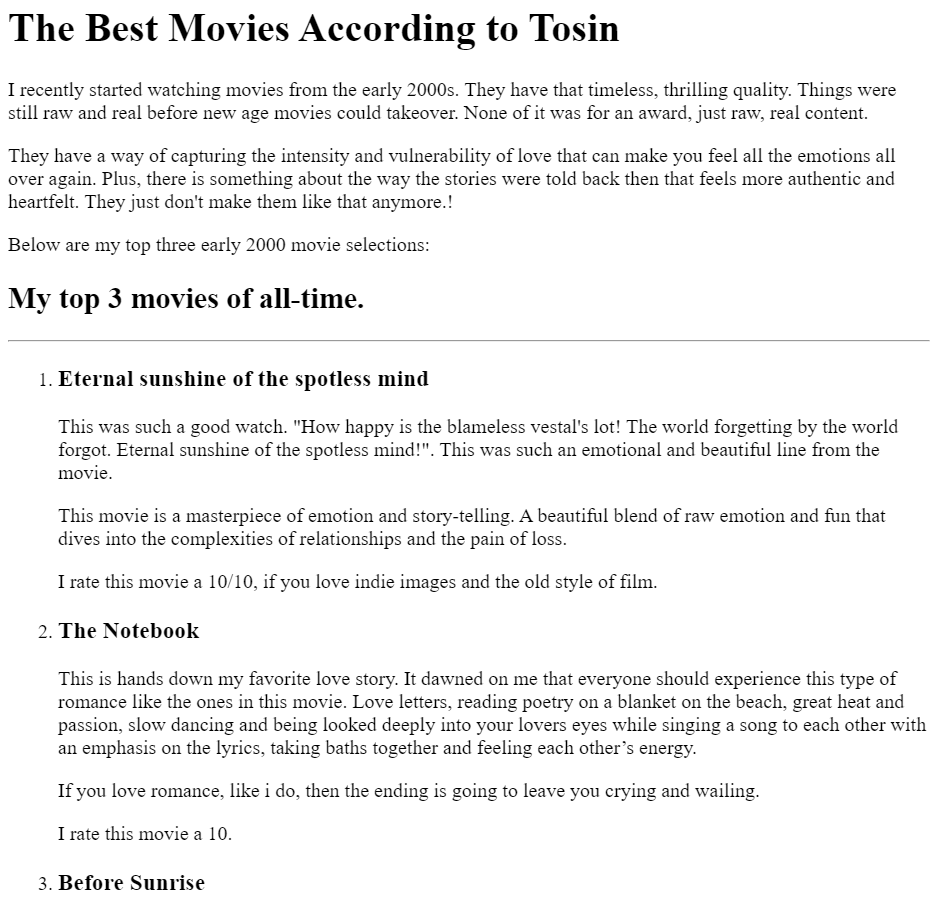 The Best Movies According to Tosin
I recently started watching movies from the early 2000s. They have that timeless, thrilling quality. Things were
still raw and real before new age movies could takeover. None of it was for an award, just raw, real content.
They have a way of capturing the intensity and vulnerability of love that can make you feel all the emotions all
over again. Plus, there is something about the way the stories were told back then that feels more authentic and
heartfelt. They just don't make them like that anymore.!
Below are my top three early 2000 movie selections:
My top 3 movies of all-time.
1. Eternal sunshine of the spotless mind
This was such a good watch. "How happy is the blameless vestal's lot! The world forgetting by the world
forgot. Eternal sunshine of the spotless mind!". This was such an emotional and beautiful line from the
movie.
This movie is a masterpiece of emotion and story-telling. A beautiful blend of raw emotion and fun that
dives into the complexities of relationships and the pain of loss.
I rate this movie a 10/10, if you love indie images and the old style of film.
2. The Notebook
This is hands down my favorite love story. It dawned on me that everyone should experience this type of
romance like the ones in this movie. Love letters, reading poetry on a blanket on the beach, great heat and
passion, slow dancing and being looked deeply into your lovers eyes while singing a song to each other with
an emphasis on the lyrics, taking baths together and feeling each other’s energy.
If you love romance, like i do, then the ending is going to leave you crying and wailing.
I rate this movie a 10.
3. Before Sunrise